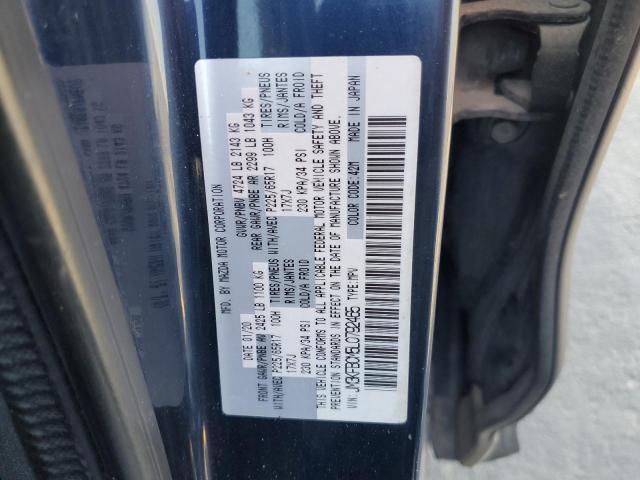 MFD. BY MAZDA MOTOR CORPORATION
DATE 01/20 GVWR/PNBV 4724 LB 2143 KG
FRONT GAWR/PNBE AV 2425 LB 1100 KG REAR GAWR/PNBE AR 2299 LB 1043 KG
WITH/AVEC P225/65R17 100H TIRES/PNEUS WITH/AVEC P225/65R17 100H TIRES/PNEUS
17X7J RIMS/JANTES 17X7J RIMS/JANTES
230 KPA/34 PSI COLD/A FROID 230 KPA/34 PSI COLD/A FROID
THIS VEHICLE CONFORMS TO ALL APPLICABLE FEDERAL MOTOR VEHICLE SAFETY AND THEFT
PREVENTION STANDARDS IN EFFECT ON THE DATE OF MANUFACTURE SHOWN ABOVE.
VIN: JM3KFBCM5L0792495 TYPE:MPV COLOR CODE:42M MADE IN JAPAN